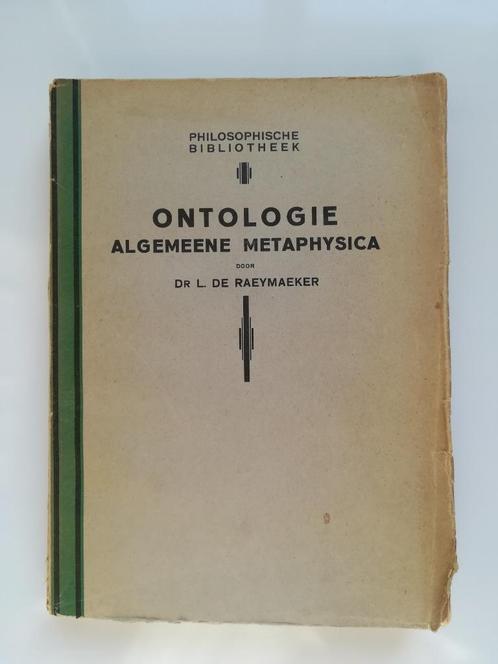 PHILOSOPHISCHE
BIBLIOTHEEK
ONTOLOGIE
ALGEMEENE METAPHYSICA
DOOR
DR L. DE RAEYMAEKER